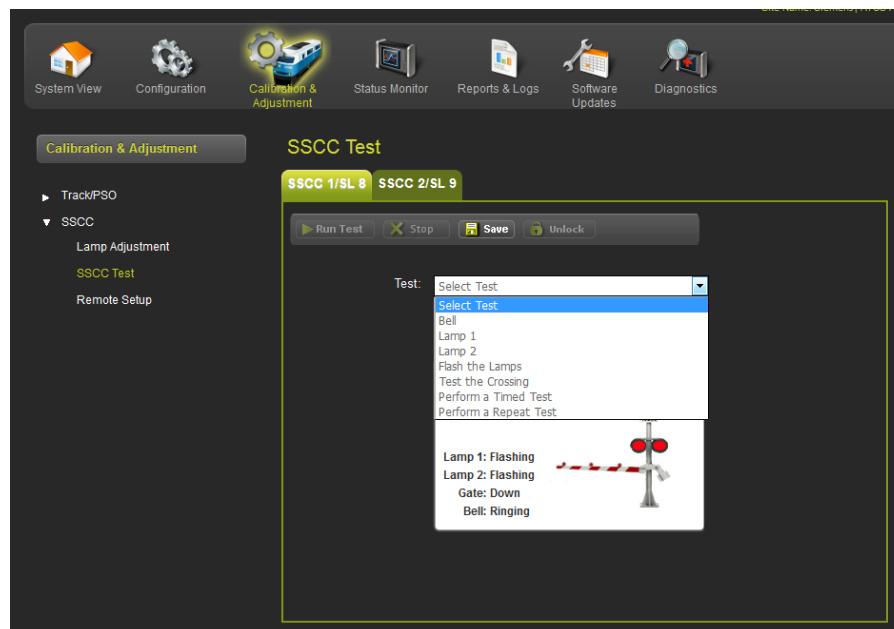 System View
Configuration
Calibration & Adjustment
Status Monitor
Reports & Logs
Software Updates
Diagnostics
Calibration & Adjustment
Track/PSO
SSCC
Lamp Adjustment
SSCC Test
Remote Setup
SSCC Test
SSCC 1/SL 8
SSCC 2/SL 9
Run Test
Stop
Save
Unlock
Test:
Select Test
Select Test
Bell
Lamp 1
Lamp 2
Flash the Lamps
Test the Crossing
Perform a Timed Test
Perform a Repeat Test
Lamp 1: Flashing
Lamp 2: Flashing
Gate: Down
Bell: Ringing